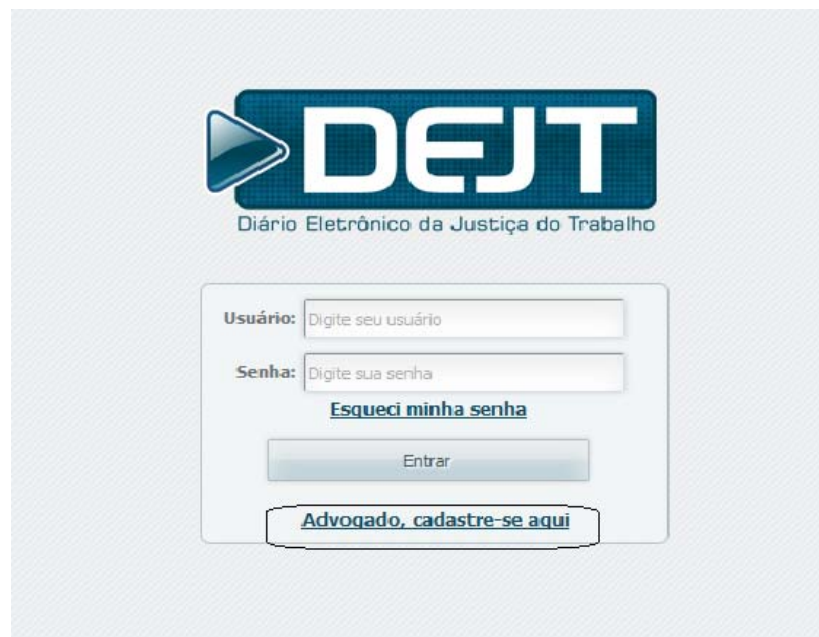 DEJT
Diário Eletrônico da Justiça do Trabalho
Usuário: Digite seu usuário
Senha: Digite sua senha
Esqueci minha senha
Entrar
Advogado, cadastre-se aqui